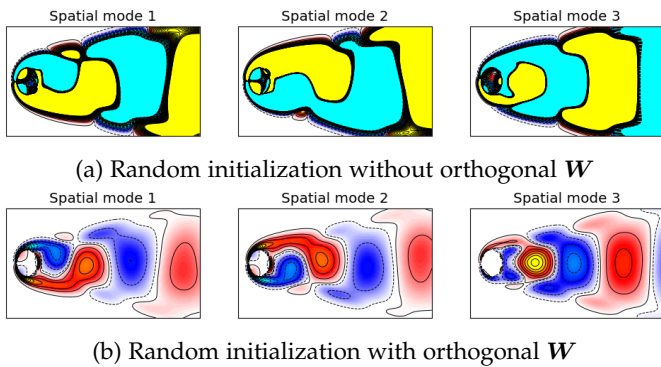 Spatial mode 1 Spatial mode 2 Spatial mode 3
(a) Random initialization without orthogonal W
Spatial mode 1 Spatial mode 2 Spatial mode 3
(b) Random initialization with orthogonal W